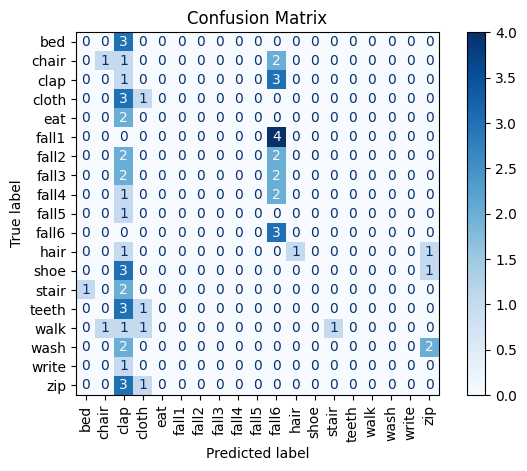 Confusion Matrix
bed 0 0 3 0 0 0 0 0 0 0 0 0 0 0 0 0 0 0 0
chair 0 1 1 0 0 0 0 0 0 0 2 0 0 0 0 0 0 0 0
clap 0 0 1 0 0 0 0 0 0 0 3 0 0 0 0 0 0 0 0
cloth 0 0 3 1 0 0 0 0 0 0 0 0 0 0 0 0 0 0 0
eat 0 0 2 0 0 0 0 0 0 0 0 0 0 0 0 0 0 0 0
fall1 0 0 0 0 0 0 0 0 0 0 4 0 0 0 0 0 0 0 0
fall2 0 0 2 0 0 0 0 0 0 0 2 0 0 0 0 0 0 0 0
fall3 0 0 2 0 0 0 0 0 0 0 2 0 0 0 0 0 0 0 0
fall4 0 0 1 0 0 0 0 0 0 0 2 0 0 0 0 0 0 0 0
fall5 0 0 1 0 0 0 0 0 0 0 0 0 0 0 0 0 0 0 0
fall6 0 0 0 0 0 0 0 0 0 0 3 0 0 0 0 0 0 0 0
hair 0 0 1 0 0 0 0 0 0 0 0 1 0 0 0 0 0 0 1
shoe 0 0 3 0 0 0 0 0 0 0 0 0 0 0 0 0 0 0 1
stair 1 0 2 0 0 0 0 0 0 0 0 0 0 0 0 0 0 0 0
teeth 0 0 3 1 0 0 0 0 0 0 0 0 0 0 0 0 0 0 0
walk 0 1 1 1 0 0 0 0 0 0 0 0 0 1 0 0 0 0 0
wash 0 0 2 0 0 0 0 0 0 0 0 0 0 0 0 0 0 0 2
write 0 0 1 0 0 0 0 0 0 0 0 0 0 0 0 0 0 0 0
zip 0 0 3 1 0 0 0 0 0 0 0 0 0 0 0 0 0 0 0
bed chair clap cloth eat fall1 fall2 fall3 fall4 fall5 fall6 hair shoe stair teeth walk wash write zip
Predicted label
True label
4.0
3.5
3.0
2.5
2.0
1.5
1.0
0.5
0.0